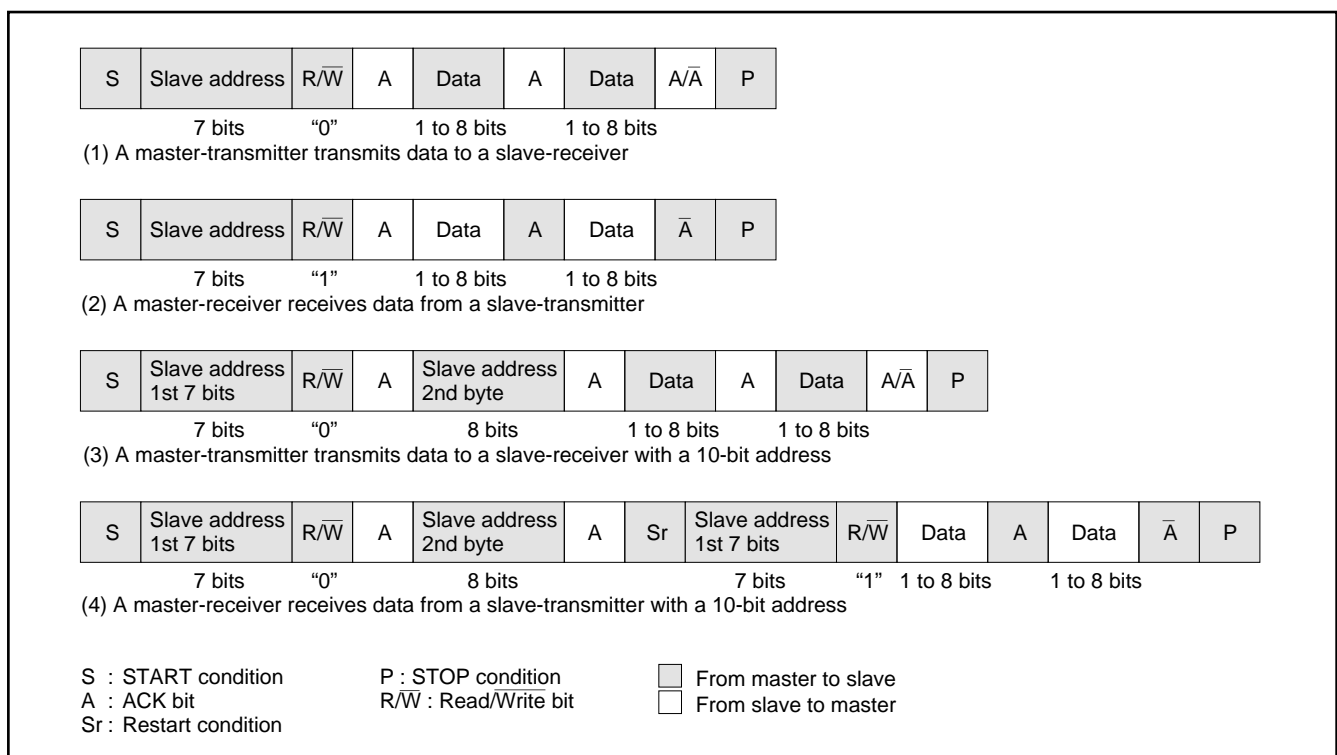 S Slave address R/W̅ A Data A Data A/A̅ P
7 bits “0” 1 to 8 bits 1 to 8 bits
(1) A master-transmitter transmits data to a slave-receiver
S Slave address R/W̅ A Data A Data A̅ P
7 bits “1” 1 to 8 bits 1 to 8 bits
(2) A master-receiver receives data from a slave-transmitter
S Slave address 1st 7 bits R/W̅ A Slave address 2nd byte A Data A Data A/A̅ P
7 bits “0” 8 bits 1 to 8 bits 1 to 8 bits
(3) A master-transmitter transmits data to a slave-receiver with a 10-bit address
S Slave address 1st 7 bits R/W̅ A Slave address 2nd byte A Sr Slave address 1st 7 bits R/W̅ Data A Data A̅ P
7 bits “0” 8 bits 7 bits “1” 1 to 8 bits 1 to 8 bits
(4) A master-receiver receives data from a slave-transmitter with a 10-bit address
S : START condition P : STOP condition From master to slave
A : ACK bit R/W̅ : Read/W̅r̅i̅t̅e̅ bit From slave to master
Sr : Restart condition